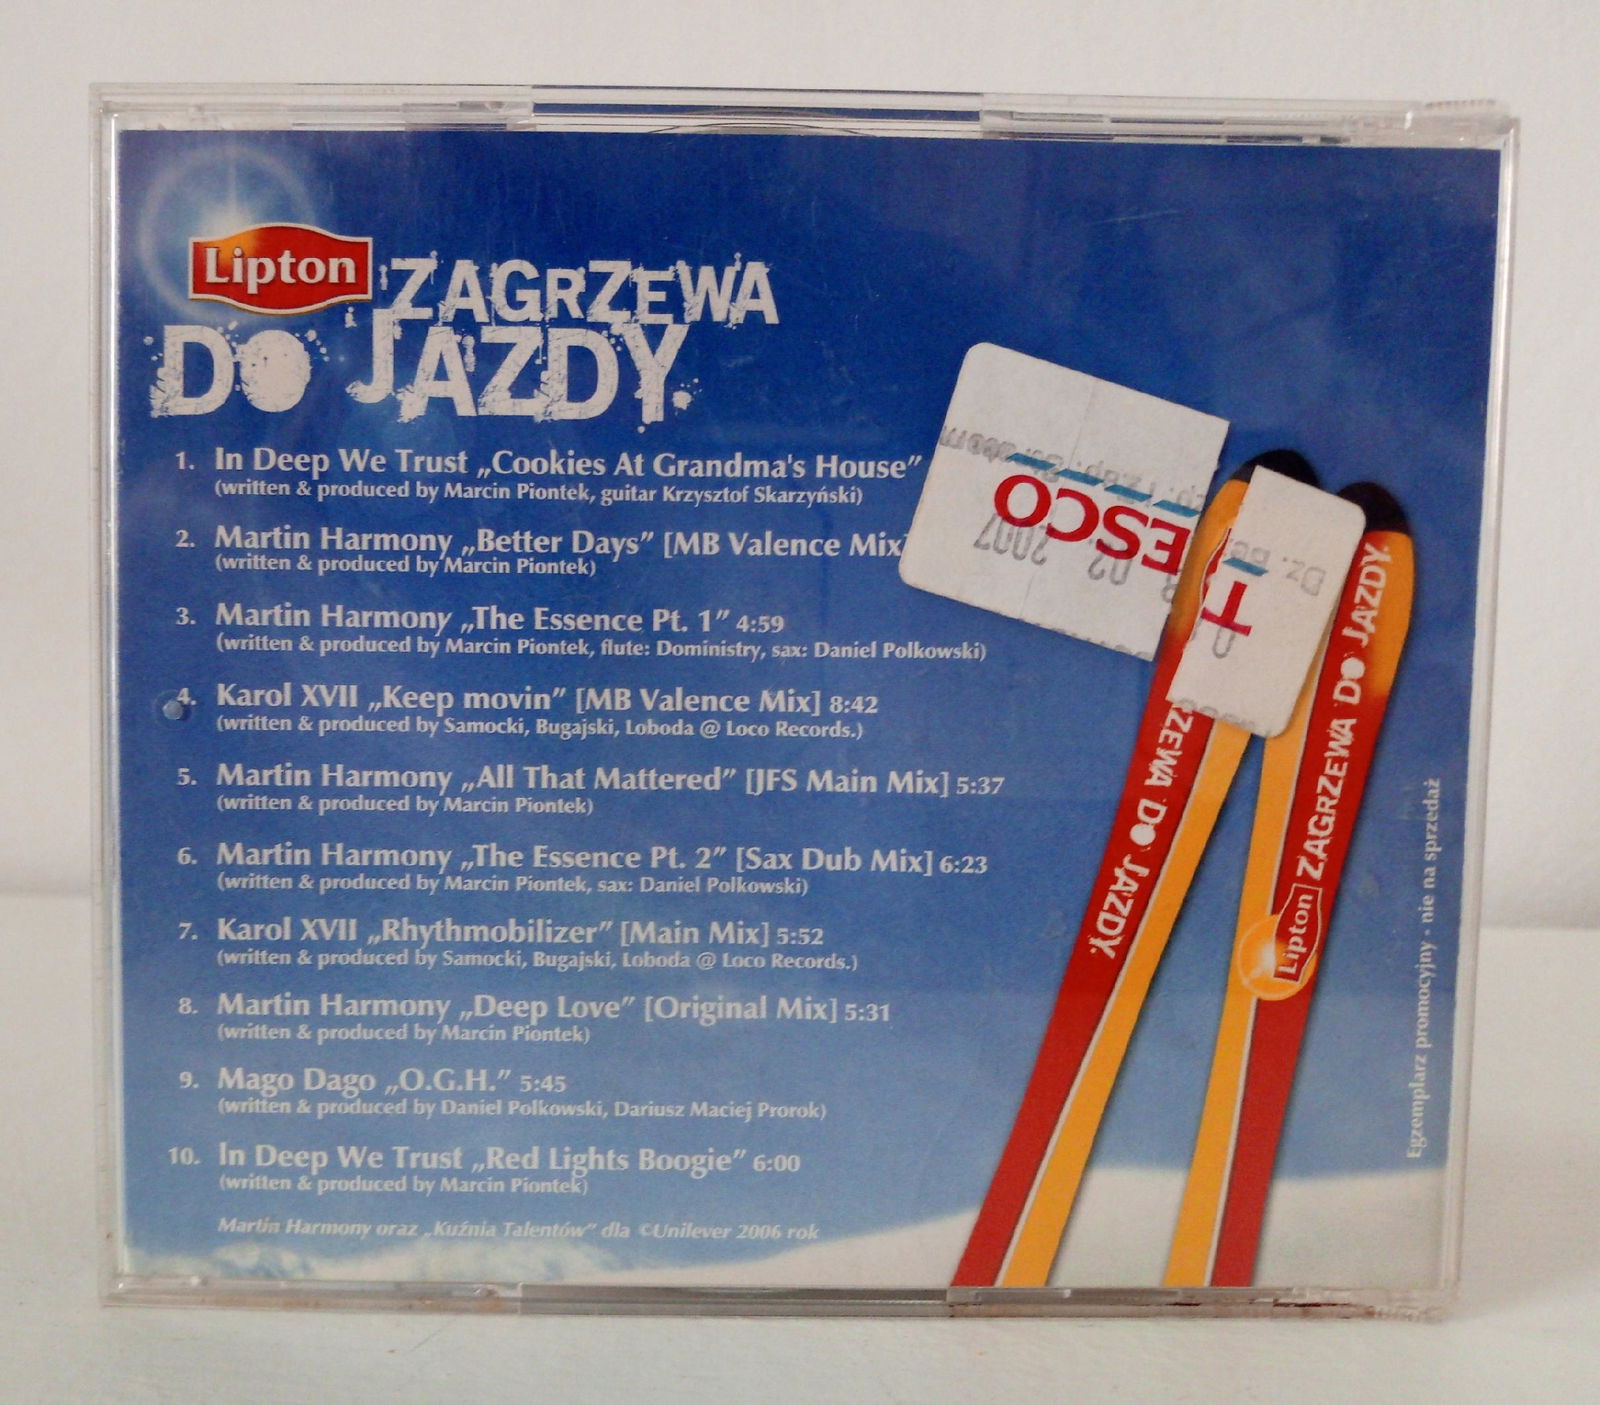 Lipton ZAGRZEWA
DO JAZDY.
1. In Deep We Trust „Cookies At Grandma's House”
(written & produced by Marcin Piontek, guitar Krzysztof Skarzyński)
2. Martin Harmony „Better Days” [MB Valence Mix]
(written & produced by Marcin Piontek)
3. Martin Harmony „The Essence Pt. 1” 4:59
(written & produced by Marcin Piontek, flute: Doministry, sax: Daniel Polkowski)
4. Karol XVII „Keep movin” [MB Valence Mix] 8:42
(written & produced by Samocki, Bugajski, Loboda @ Loco Records.)
5. Martin Harmony „All That Mattered” [JFS Main Mix] 5:37
(written & produced by Marcin Piontek)
6. Martin Harmony „The Essence Pt. 2” [Sax Dub Mix] 6:23
(written & produced by Marcin Piontek, sax: Daniel Polkowski)
7. Karol XVII „Rhythmobilizer” [Main Mix] 5:52
(written & produced by Samocki, Bugajski, Loboda @ Loco Records.)
8. Martin Harmony „Deep Love” [Original Mix] 5:31
(written & produced by Marcin Piontek)
9. Mago Dago „O.G.H.” 5:45
(written & produced by Daniel Polkowski, Dariusz Maciej Prorok)
10. In Deep We Trust „Red Lights Boogie” 6:00
(written & produced by Marcin Piontek)
Martin Harmony oraz „Kuźnia Talentów” dla ©Unilever 2006 rok
TESCO
02 2007
Dz.
ZEWA DO JAZDY.
Lipton ZAGRZEWA DO JAZDY.
Egzemplarz promocyjny - nie na sprzedaż